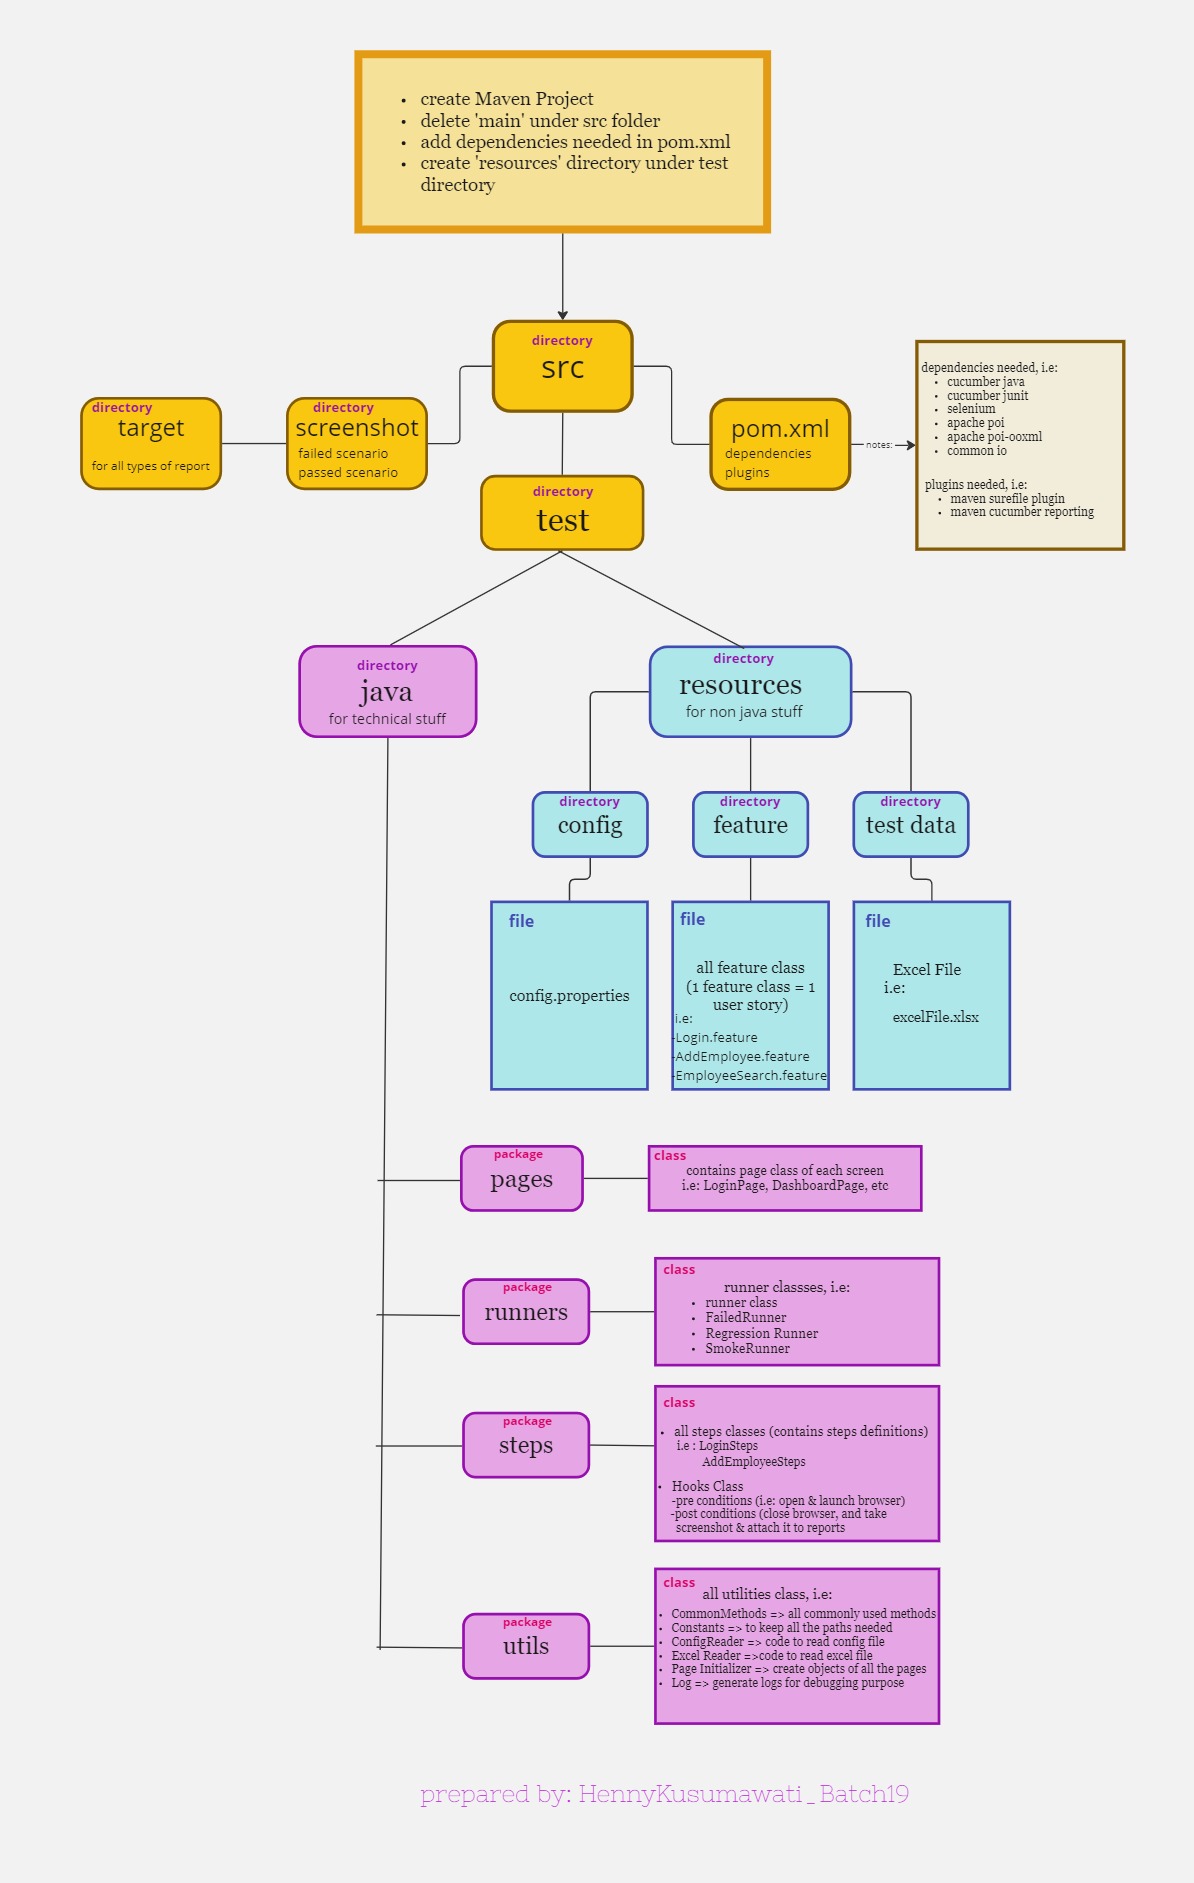 • create Maven Project
• delete 'main' under src folder
• add dependencies needed in pom.xml
• create 'resources' directory under test
directory
directory
src
directory
target
for all types of report
directory
screenshot
failed scenario
passed scenario
pom.xml
dependencies
plugins
notes:
dependencies needed, i.e:
• cucumber java
• cucumber junit
• selenium
• apache poi
• apache poi-ooxml
• common io
plugins needed, i.e:
• maven surefile plugin
• maven cucumber reporting
directory
test
directory
java
for technical stuff
directory
resources
for non java stuff
directory
config
directory
feature
directory
test data
file
config.properties
file
all feature class
(1 feature class = 1
user story)
i.e:
-Login.feature
-AddEmployee.feature
-EmployeeSearch.feature
file
Excel File
i.e:
excelFile.xlsx
package
pages
class
contains page class of each screen
i.e: LoginPage, DashboardPage, etc
package
runners
class
runner classses, i.e:
• runner class
• FailedRunner
• Regression Runner
• SmokeRunner
package
steps
class
• all steps classes (contains steps definitions)
i.e : LoginSteps
AddEmployeeSteps
• Hooks Class
-pre conditions (i.e: open & launch browser)
-post conditions (close browser, and take
screenshot & attach it to reports
package
utils
class
all utilities class, i.e:
• CommonMethods => all commonly used methods
• Constants => to keep all the paths needed
• ConfigReader => code to read config file
• Excel Reader =>code to read excel file
• Page Initializer => create objects of all the pages
• Log => generate logs for debugging purpose
prepared by: HennyKusumawati_Batch19